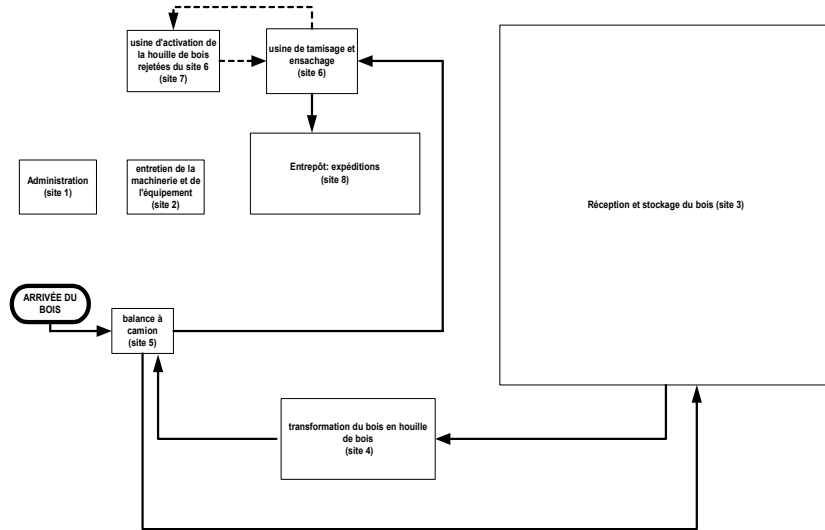 usine d'activation de
la houille de bois
rejetées du site 6
(site 7)
usine de tamisage et
ensachage
(site 6)
Entrepôt: expéditions
(site 8)
Administration
(site 1)
entretien de la
machinerie et de
l'équipement
(site 2)
Réception et stockage du bois (site 3)
ARRIVÉE DU
BOIS
balance à
camion
(site 5)
transformation du bois en houille
de bois
(site 4)